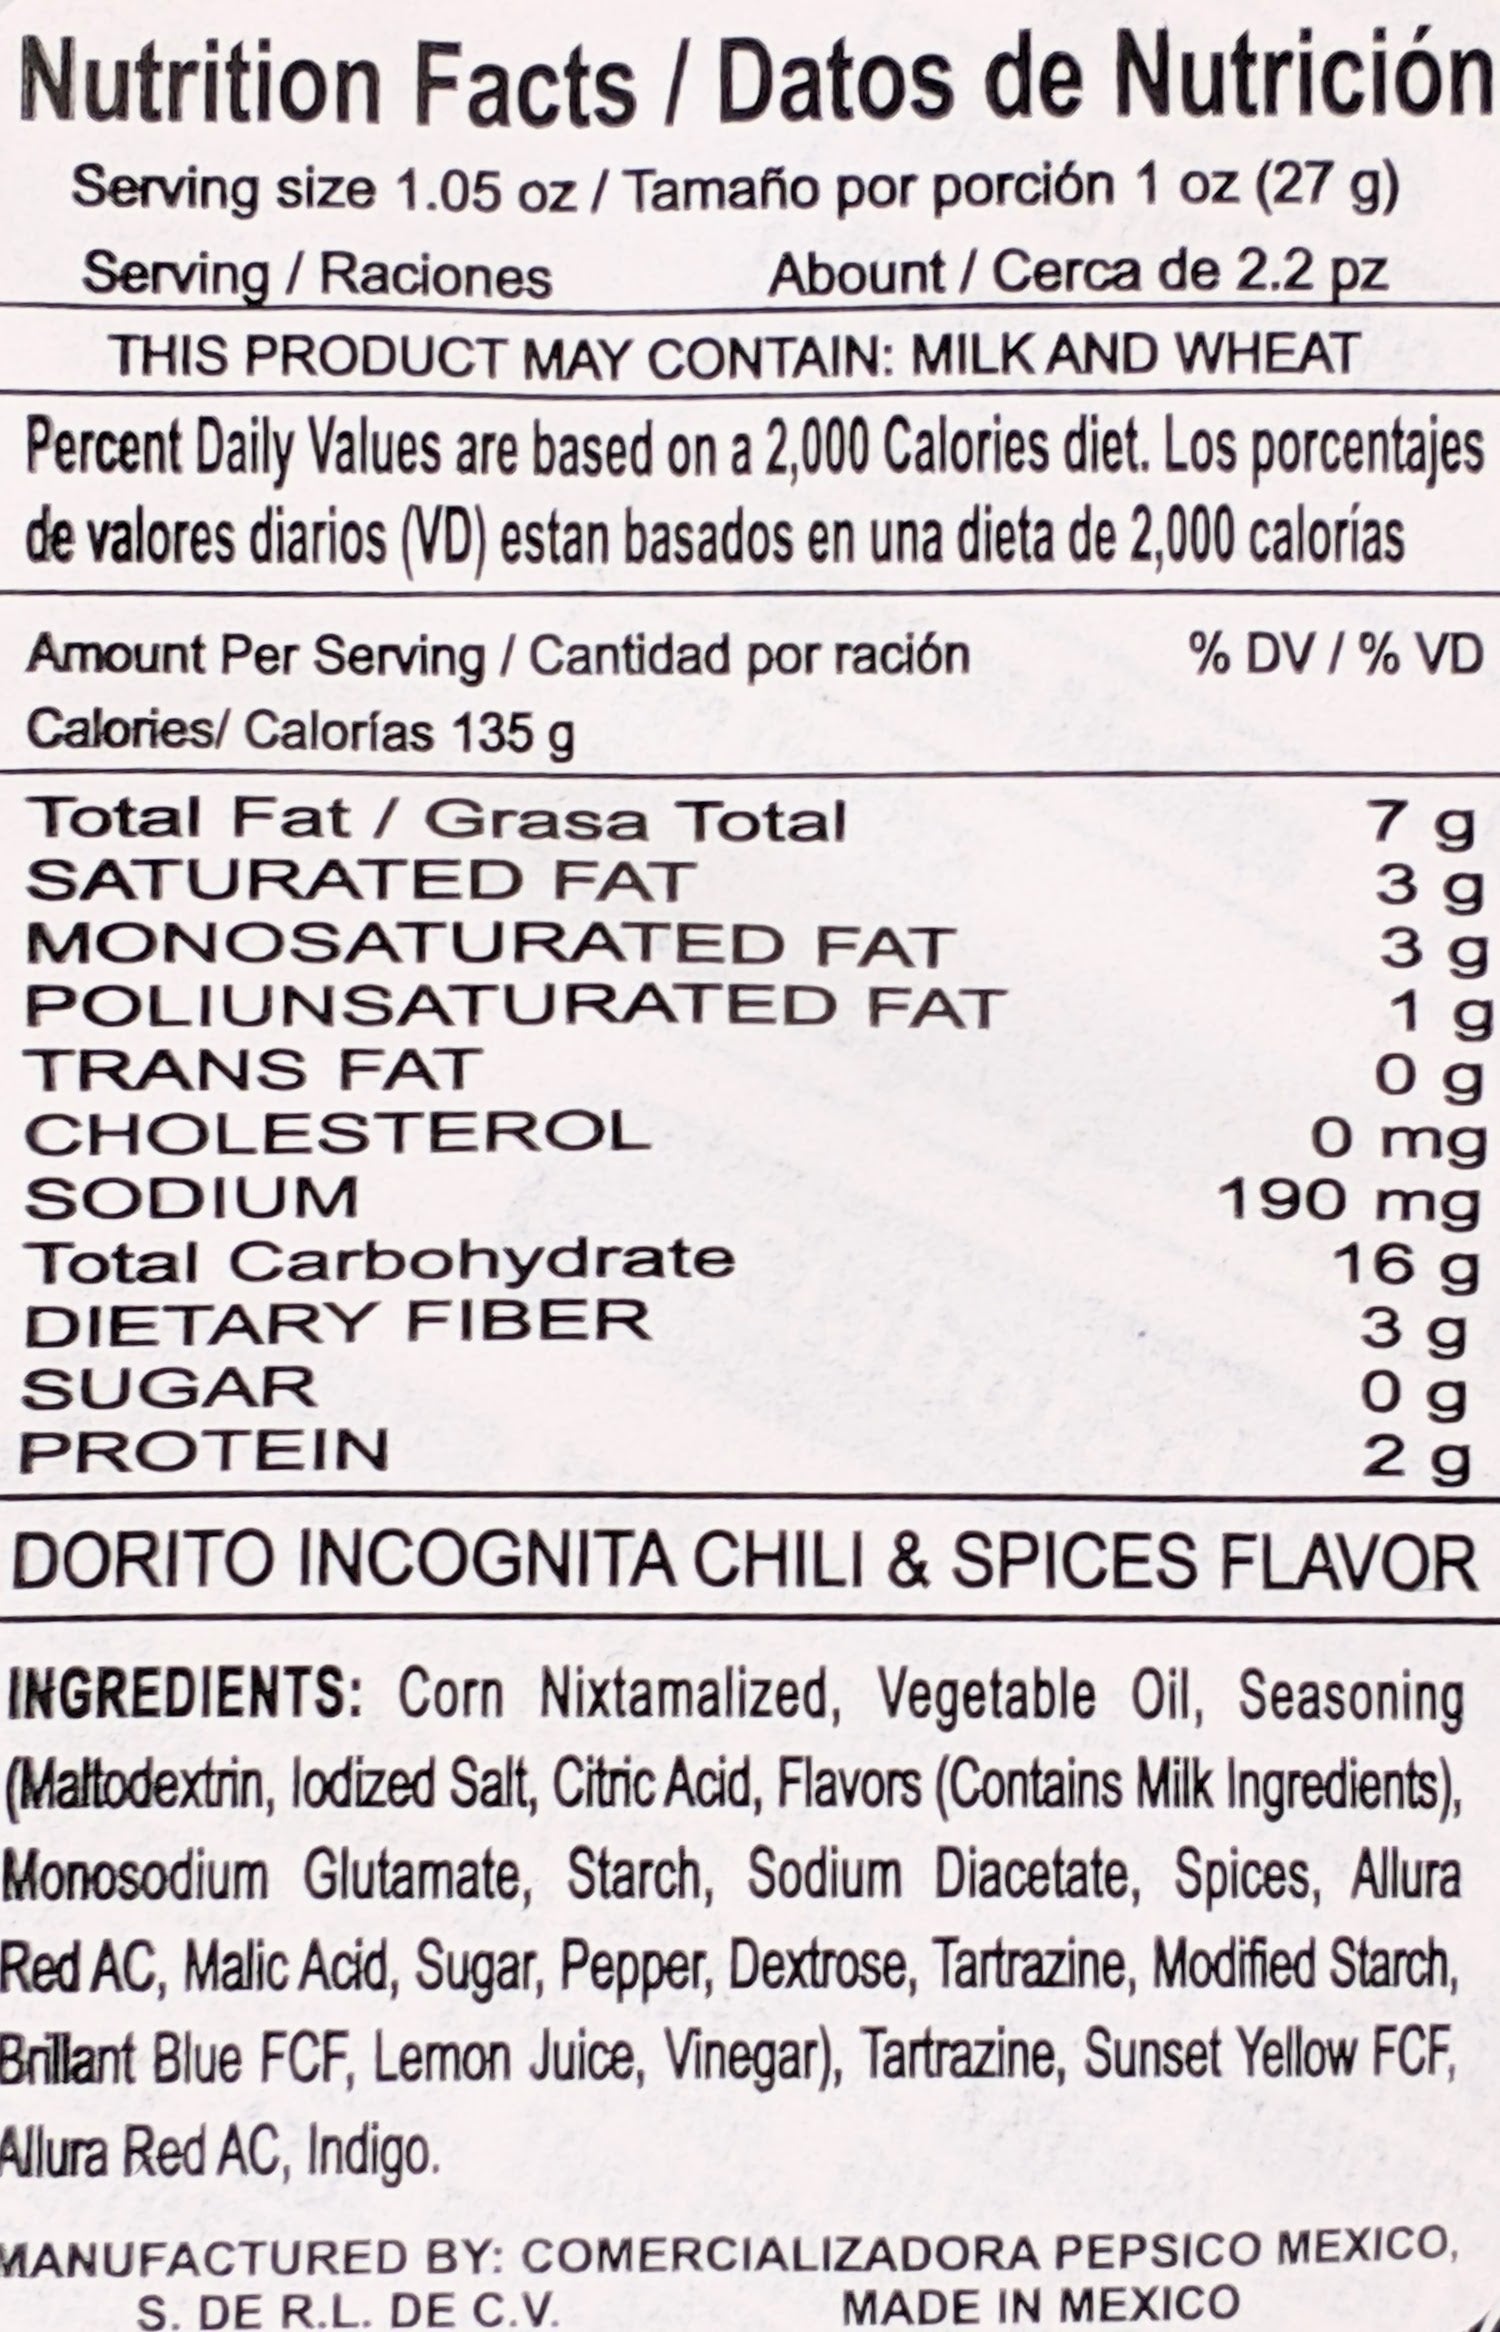 Nutrition Facts / Datos de Nutrición
Serving size 1.05 oz / Tamaño por porción 1 oz (27 g)
Serving / Raciones Abount / Cerca de 2.2 pz
THIS PRODUCT MAY CONTAIN: MILK AND WHEAT
Percent Daily Values are based on a 2,000 Calories diet. Los porcentajes
de valores diarios (VD) estan basados en una dieta de 2,000 calorías
Amount Per Serving / Cantidad por ración % DV / % VD
Calories/ Calorías 135 g
Total Fat / Grasa Total 7 g
SATURATED FAT 3 g
MONOSATURATED FAT 3 g
POLIUNSATURATED FAT 1 g
TRANS FAT 0 g
CHOLESTEROL 0 mg
SODIUM 190 mg
Total Carbohydrate 16 g
DIETARY FIBER 3 g
SUGAR 0 g
PROTEIN 2 g
DORITO INCOGNITA CHILI & SPICES FLAVOR
INGREDIENTS: Corn Nixtamalized, Vegetable Oil, Seasoning
(Maltodextrin, Iodized Salt, Citric Acid, Flavors (Contains Milk Ingredients),
Monosodium Glutamate, Starch, Sodium Diacetate, Spices, Allura
Red AC, Malic Acid, Sugar, Pepper, Dextrose, Tartrazine, Modified Starch,
Brillant Blue FCF, Lemon Juice, Vinegar), Tartrazine, Sunset Yellow FCF,
Allura Red AC, Indigo.
MANUFACTURED BY: COMERCIALIZADORA PEPSICO MEXICO,
S. DE R.L. DE C.V. MADE IN MEXICO